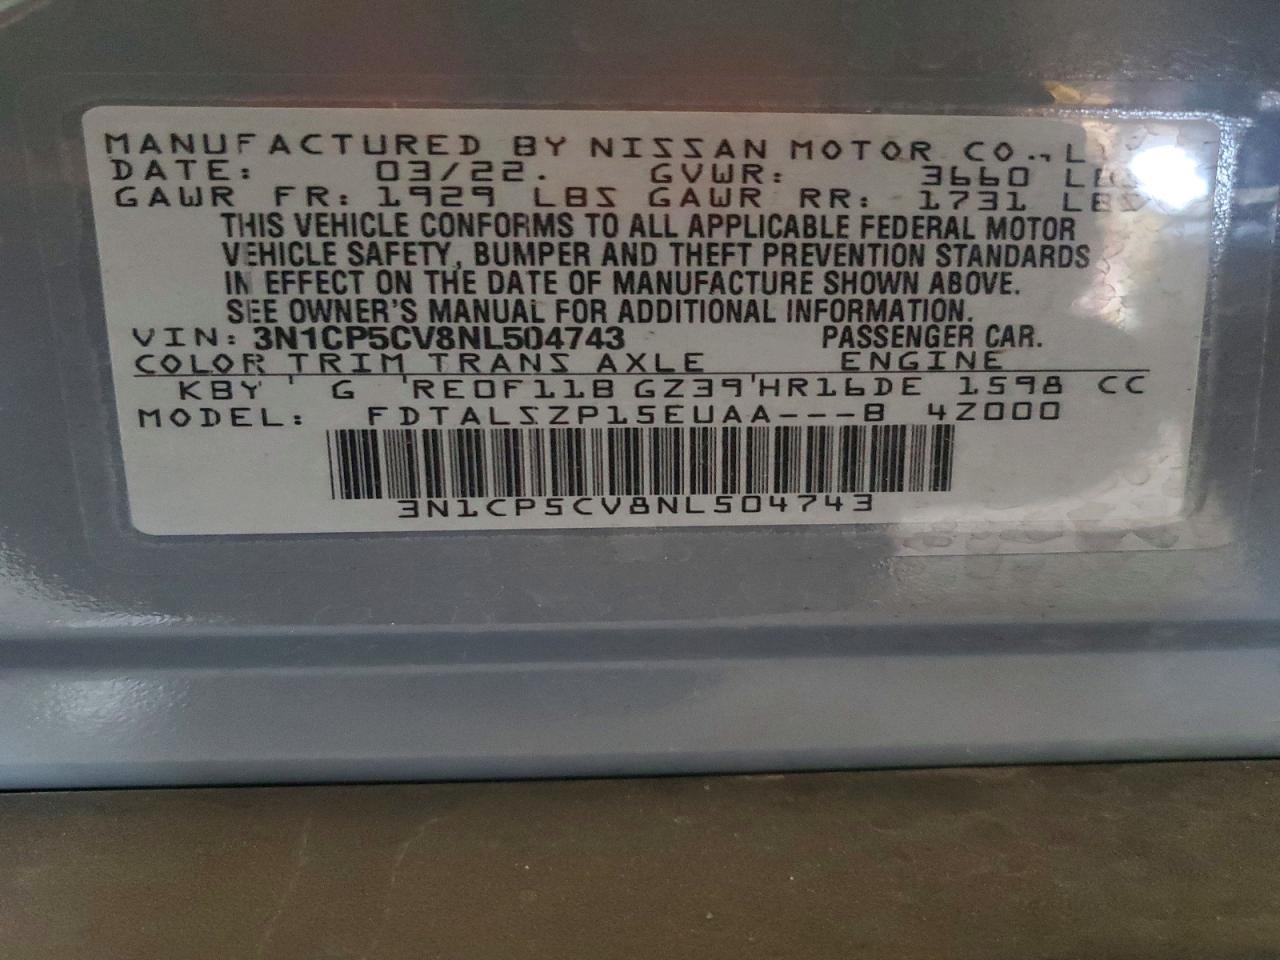 MANUFACTURED BY NISSAN MOTOR CO.,
DATE: 03/22. GVWR: 3660
GAWR FR: 1929 LBS GAWR RR: 1731 LBS
THIS VEHICLE CONFORMS TO ALL APPLICABLE FEDERAL MOTOR
VEHICLE SAFETY, BUMPER AND THEFT PREVENTION STANDARDS
IN EFFECT ON THE DATE OF MANUFACTURE SHOWN ABOVE.
SEE OWNER'S MANUAL FOR ADDITIONAL INFORMATION.
VIN: 3N1CP5CV8NL504743 PASSENGER CAR.
COLOR TRIM TRANS AXLE ENGINE
KBY G RE0F11B GZ39 HR16DE 1598 CC
MODEL: FDTALSZP15EUAA---B 4Z000
3N1CP5CV8NL504743